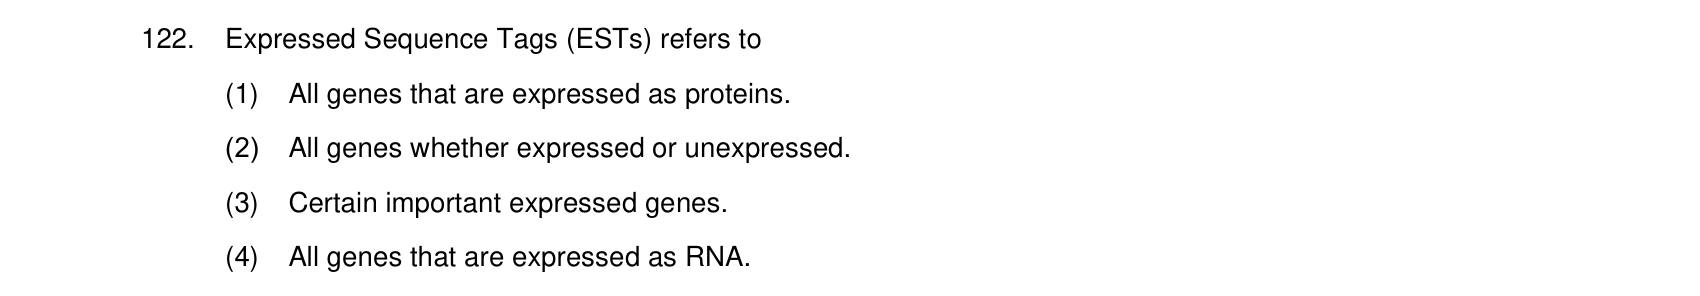 122. Expressed Sequence Tags (ESTs) refers to
(1) All genes that are expressed as proteins.
(2) All genes whether expressed or unexpressed.
(3) Certain important expressed genes.
(4) All genes that are expressed as RNA.